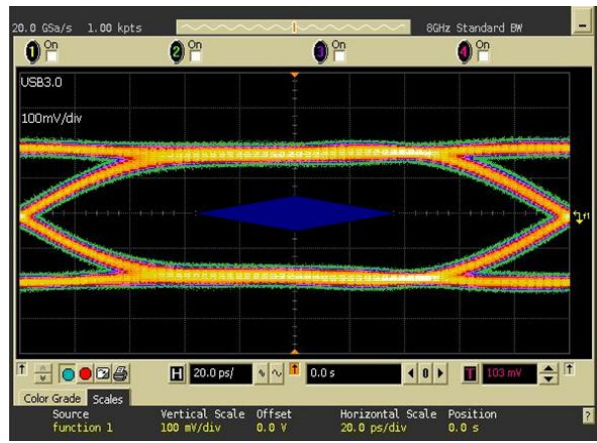 20.0 GSa/s 1.00 kpts 8GHz Standard BW
1 On 2 On 3 On 4 On
USB3.0
100mV/div
f1
H 20.0 ps/ 0.0 s 0 T 103 mV
Color Grade Scales
Source Vertical Scale Offset Horizontal Scale Position
function 1 100 mV/div 0.0 V 20.0 ps/div 0.0 s
?